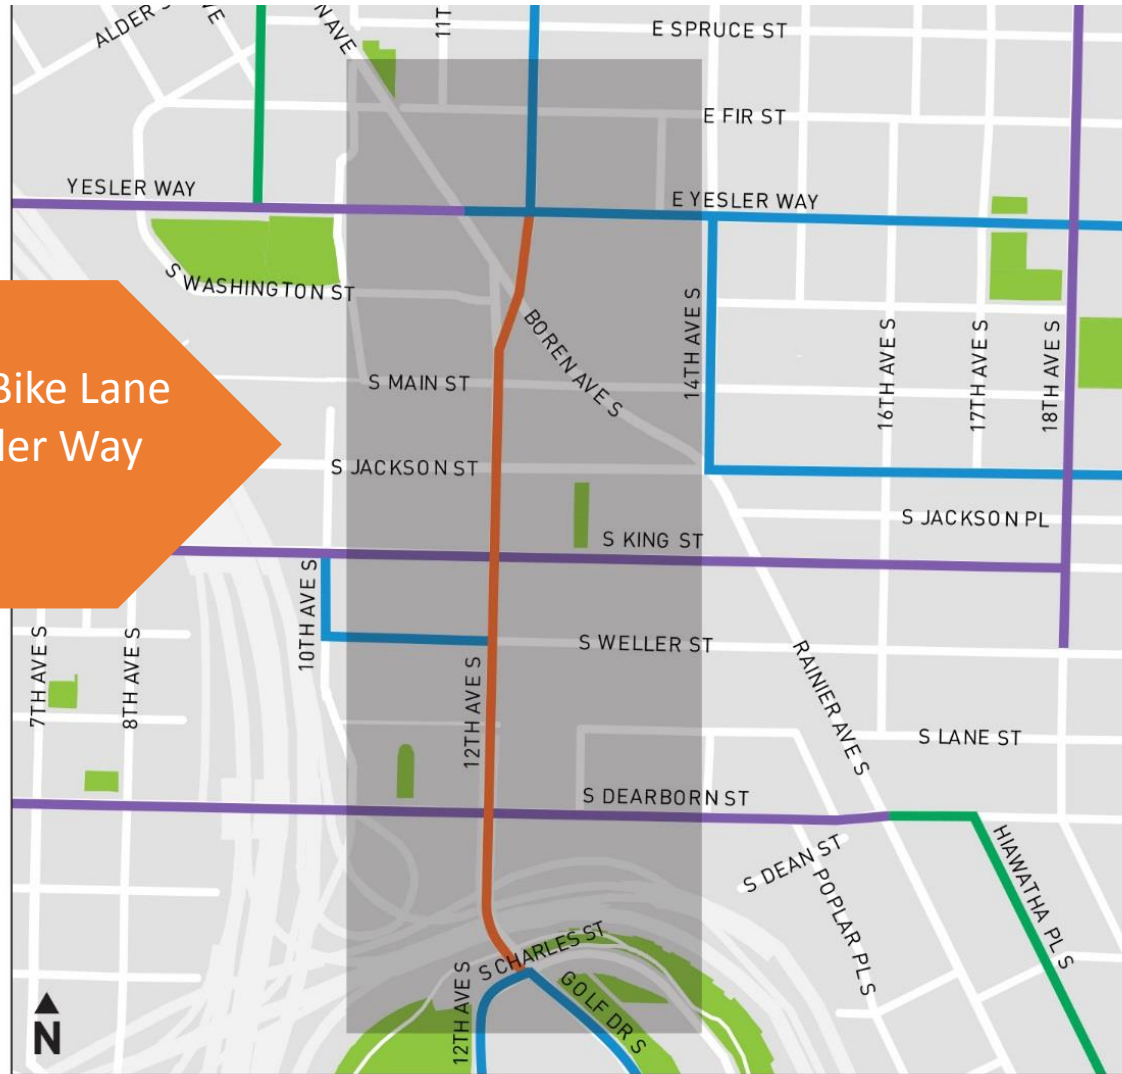 ALDER
11T
E SPRUCE ST
E FIR ST
YESLER WAY
E YESLER WAY
S WASHINGTON ST
BOREN AVE S
14TH AVE S
16TH AVE S
17TH AVE S
18TH AVE S
Bike Lane
S MAIN ST
ler Way
S JACKSON ST
S JACKSON PL
S KING ST
10TH AVE S
S WELLER ST
7TH AVE S
8TH AVE S
12TH AVE S
RAINIER AVE S
S LANE ST
S DEARBORN ST
S DEAN ST
POPLAR PL S
HIAWATHA PL S
S CHARLES ST
12TH AVE S
GOLF DR S
N